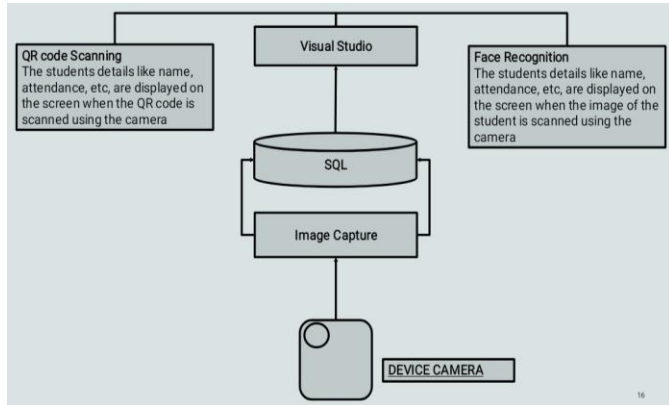 Visual Studio
QR code Scanning
The students details like name,
attendance, etc, are displayed on
the screen when the QR code is
scanned using the camera
Face Recognition
The students details like name,
attendance, etc, are displayed on
the screen when the image of the
student is scanned using the
camera
SQL
Image Capture
DEVICE CAMERA
16